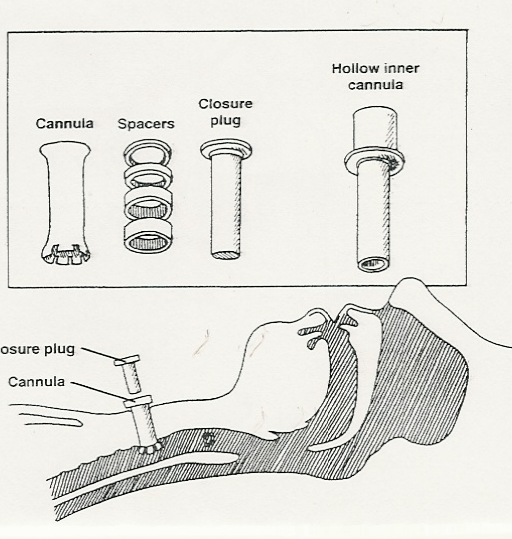 Hollow inner
cannula
Closure
plug
Cannula
Spacers
osure plug
Cannula